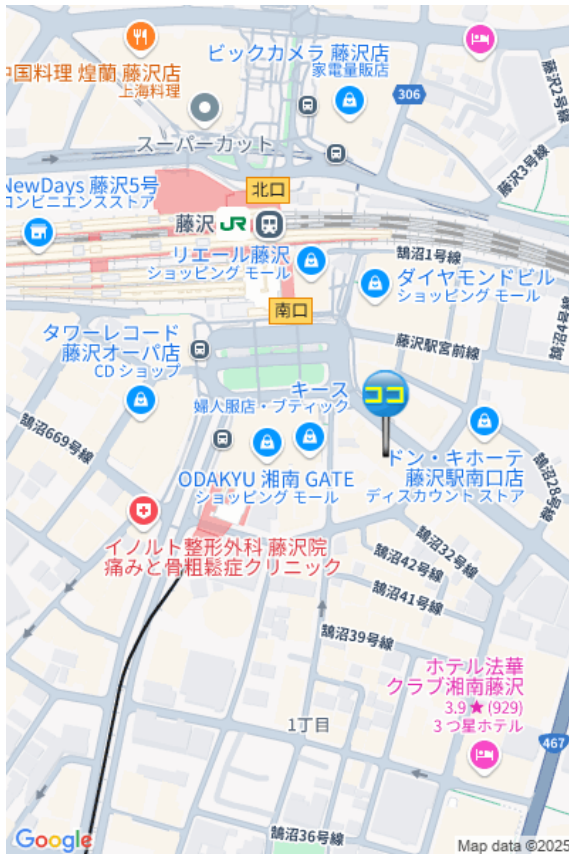 ビックカメラ 藤沢店
家電量販店
中国料理 煌蘭 藤沢店
上海料理
306
藤沢2号線
スーパーカット
藤沢3号線
NewDays 藤沢5号
コンビニエンスストア
北口
藤沢 JR
鵠沼1号線
リエール藤沢
ショッピング モール
ダイヤモンドビル
ショッピング モール
鵠沼4号線
南口
タワーレコード
藤沢オーパ店
CD ショップ
藤沢駅宮前線
キース
婦人服店・ブティック
ココ
鵠沼669号線
ODAKYU 湘南 GATE
ショッピング モール
ドン・キホーテ
藤沢駅南口店
ディスカウント ストア
鵠沼28号線
イノルト整形外科 藤沢院
痛みと骨粗鬆症クリニック
鵠沼32号線
鵠沼42号線
鵠沼41号線
鵠沼39号線
ホテル法華
クラブ湘南藤沢
3.9 ★ (929)
3 つ星ホテル
1丁目
467
鵠沼36号線
Google
Map data ©2025